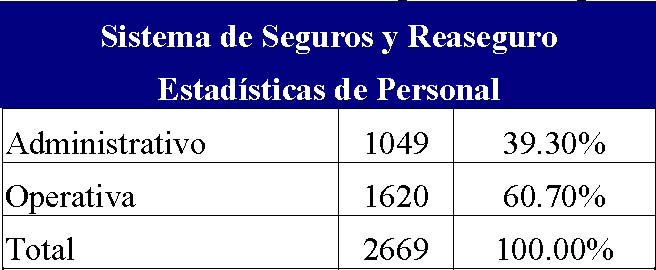 Sistema de Seguros y Reaseguro
Estadísticas de Personal
Administrativo 1049 39.30%
Operativa 1620 60.70%
Total 2669 100.00%